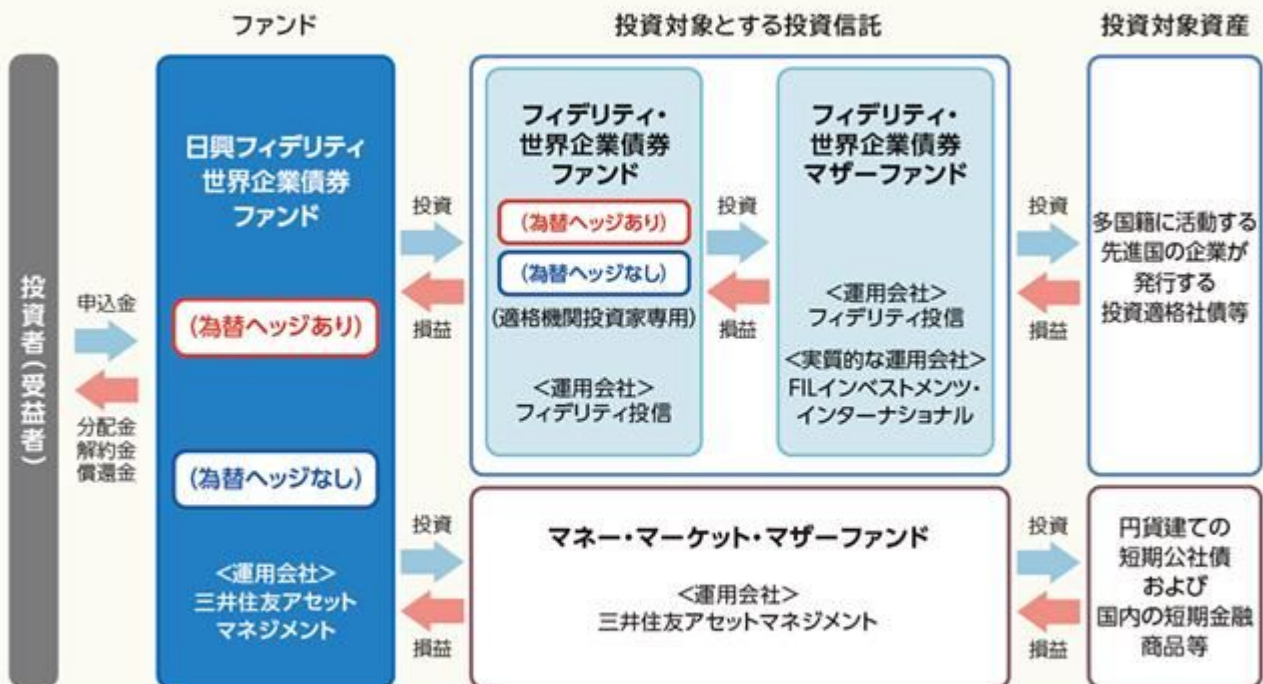 ファンド
投資対象とする投資信託
投資対象資産
投資者(受益者)
申込金
分配金
解約金
償還金
日興フィデリティ
世界企業債券
ファンド
(為替ヘッジあり)
(為替ヘッジなし)
<運用会社>
三井住友アセット
マネジメント
投資
損益
フィデリティ・
世界企業債券
ファンド
(為替ヘッジあり)
(為替ヘッジなし)
(適格機関投資家専用)
<運用会社>
フィデリティ投信
投資
損益
フィデリティ・
世界企業債券
マザーファンド
<運用会社>
フィデリティ投信
<実質的な運用会社>
FILインベストメンツ・
インターナショナル
投資
損益
多国籍に活動する
先進国の企業が
発行する
投資適格社債等
投資
損益
マネー・マーケット・マザーファンド
<運用会社>
三井住友アセットマネジメント
投資
損益
円貨建ての
短期公社債
および
国内の短期金融
商品等